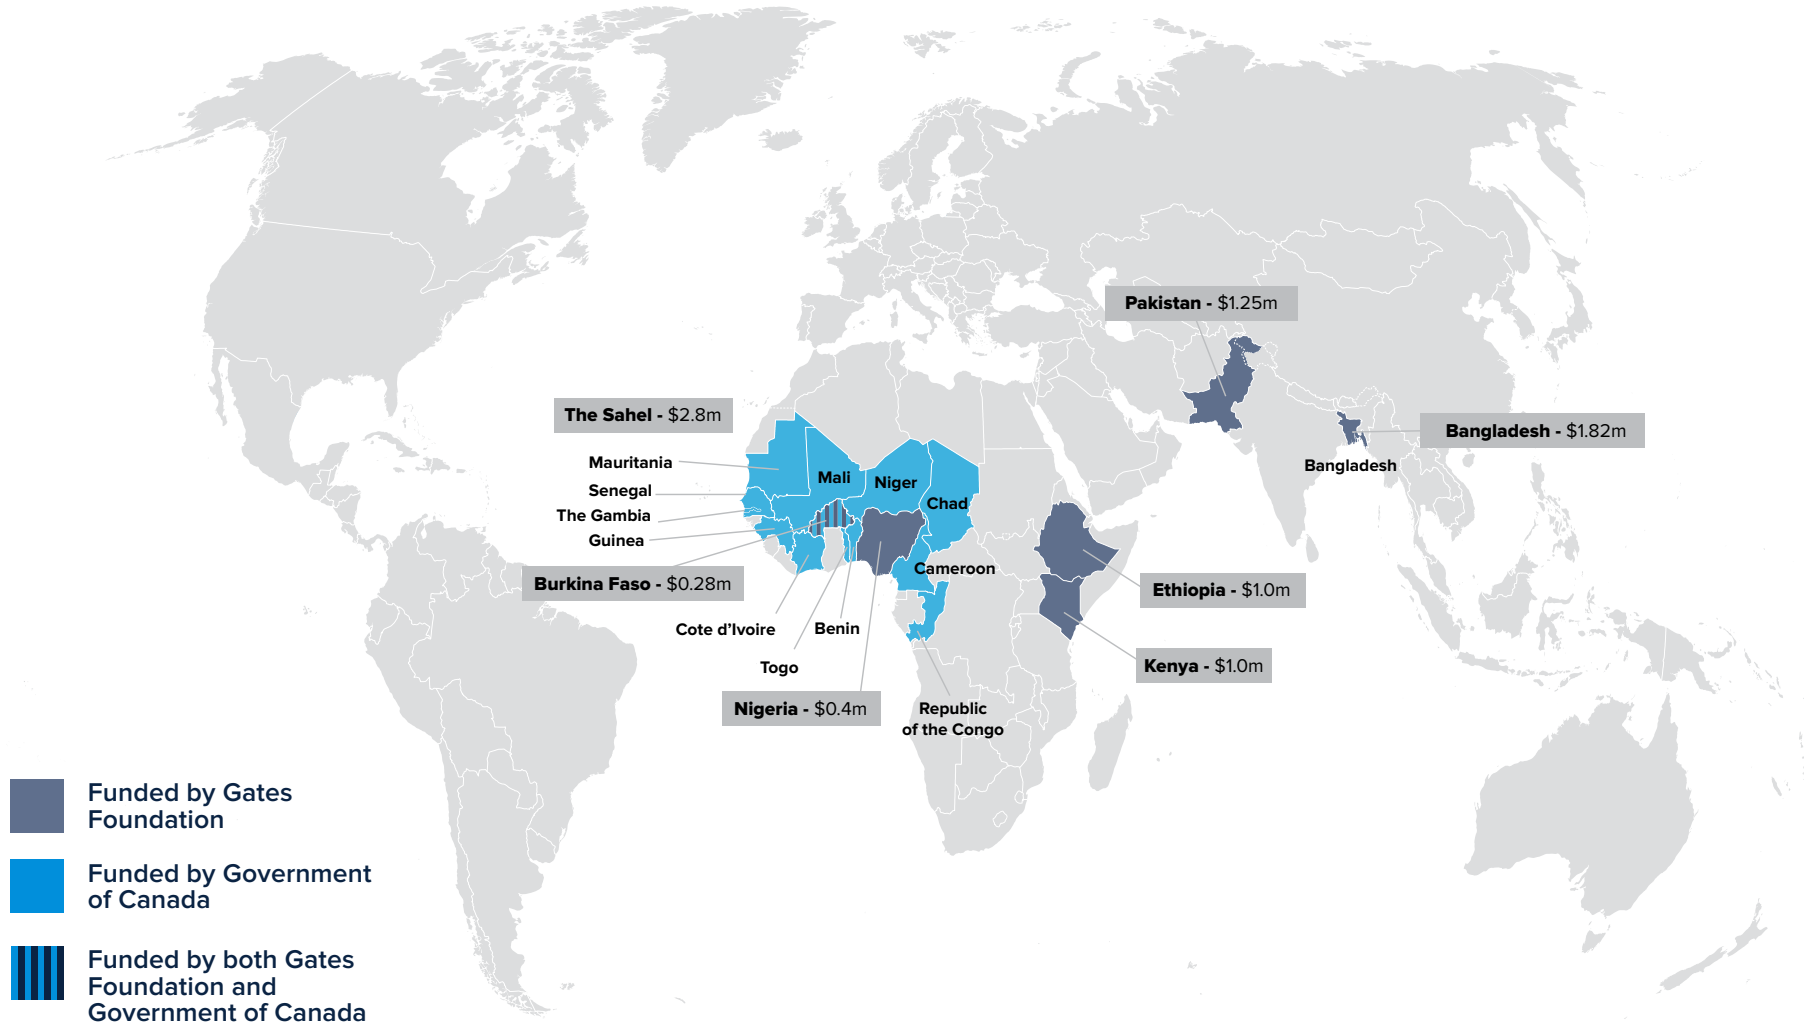 Pakistan - $1.25m
The Sahel - $2.8m
Bangladesh - $1.82m
Mauritania
Mali
Niger
Bangladesh
Senegal
Chad
The Gambia
Guinea
Cameroon
Burkina Faso - $0.28m
Ethiopia - $1.0m
Cote d’Ivoire
Benin
Togo
Kenya - $1.0m
Nigeria - $0.4m
Republic
of the Congo
Funded by Gates
Foundation
Funded by Government
of Canada
Funded by both Gates
Foundation and
Government of Canada